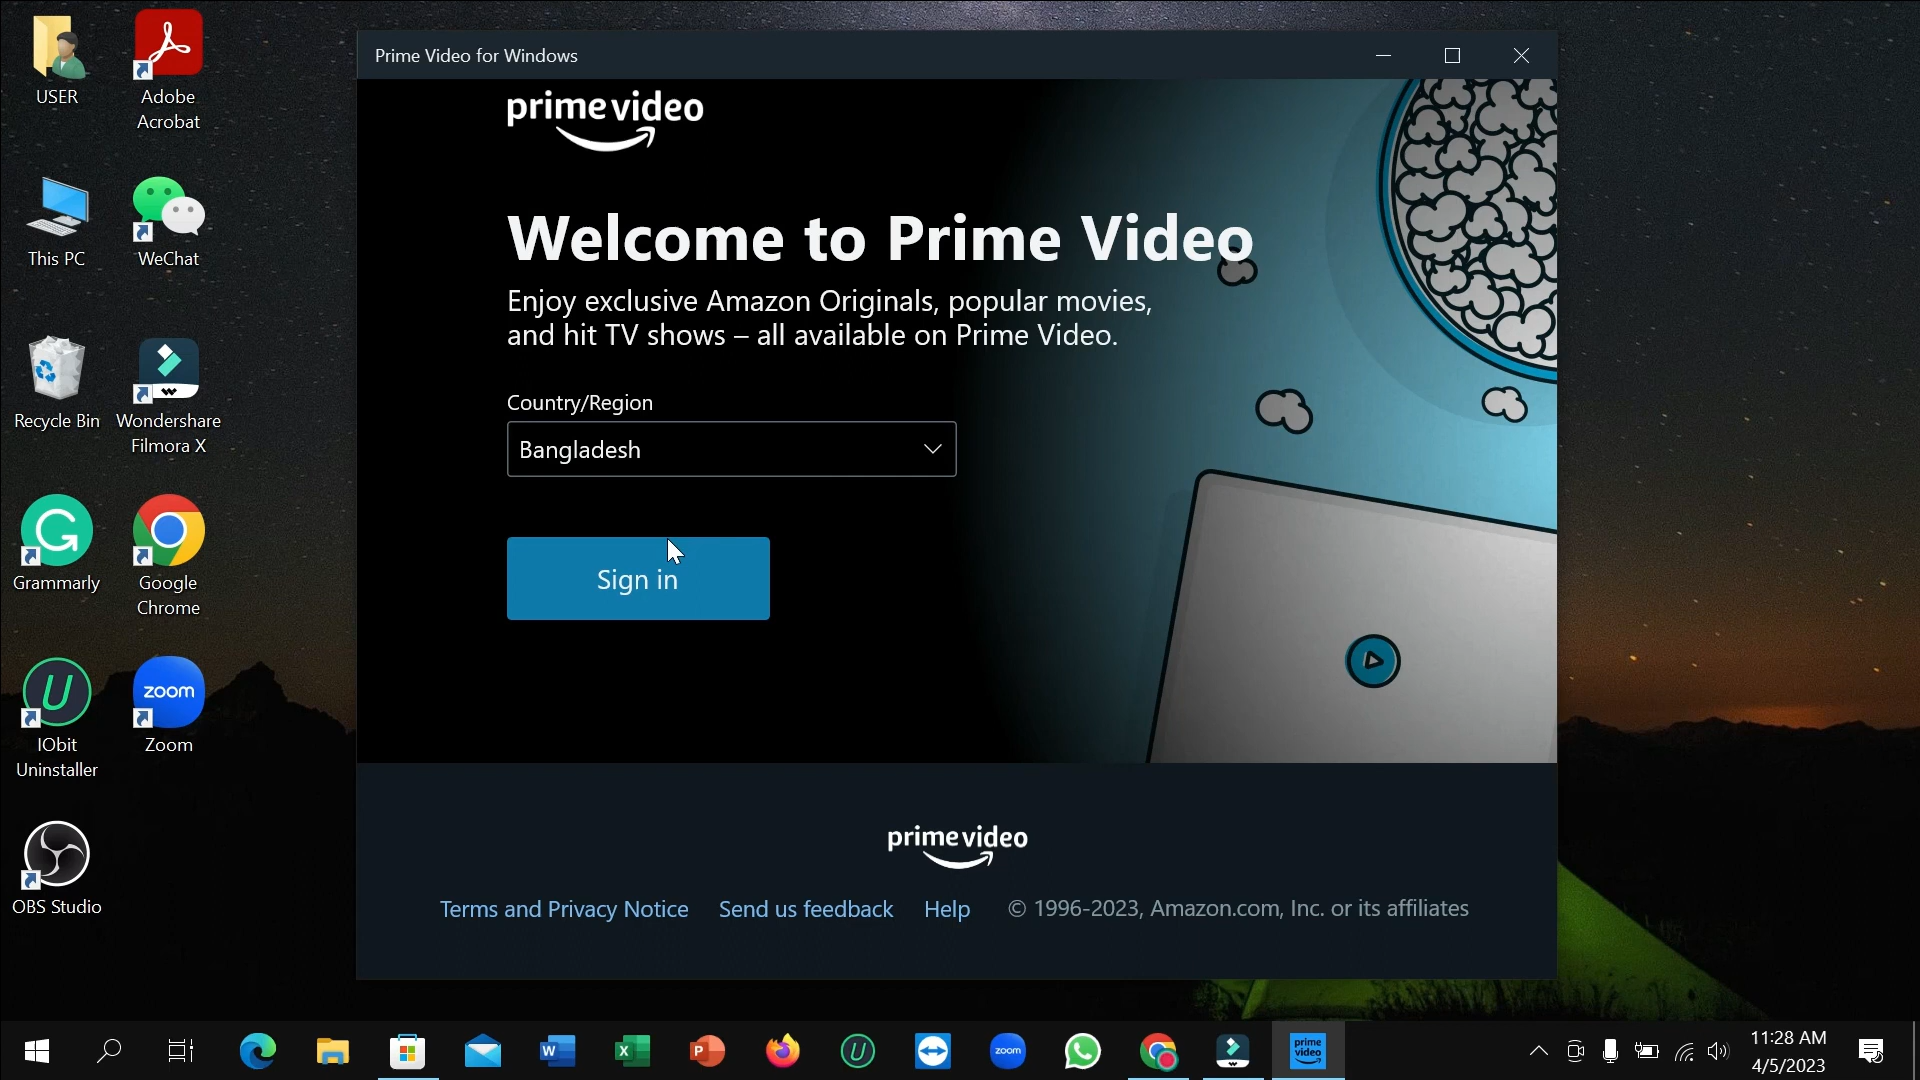 USER
Adobe
Acrobat
This PC
WeChat
Recycle Bin
Wondershare
Filmora X
Grammarly
Google
Chrome
IObit
Uninstaller
zoom
Zoom
OBS Studio
Prime Video for Windows
prime video
Welcome to Prime Video
Enjoy exclusive Amazon Originals, popular movies,
and hit TV shows – all available on Prime Video.
Country/Region
Bangladesh
Sign in
prime video
Terms and Privacy Notice
Send us feedback
Help
© 1996-2023, Amazon.com, Inc. or its affiliates
zoom
prime
video
11:28 AM
4/5/2023